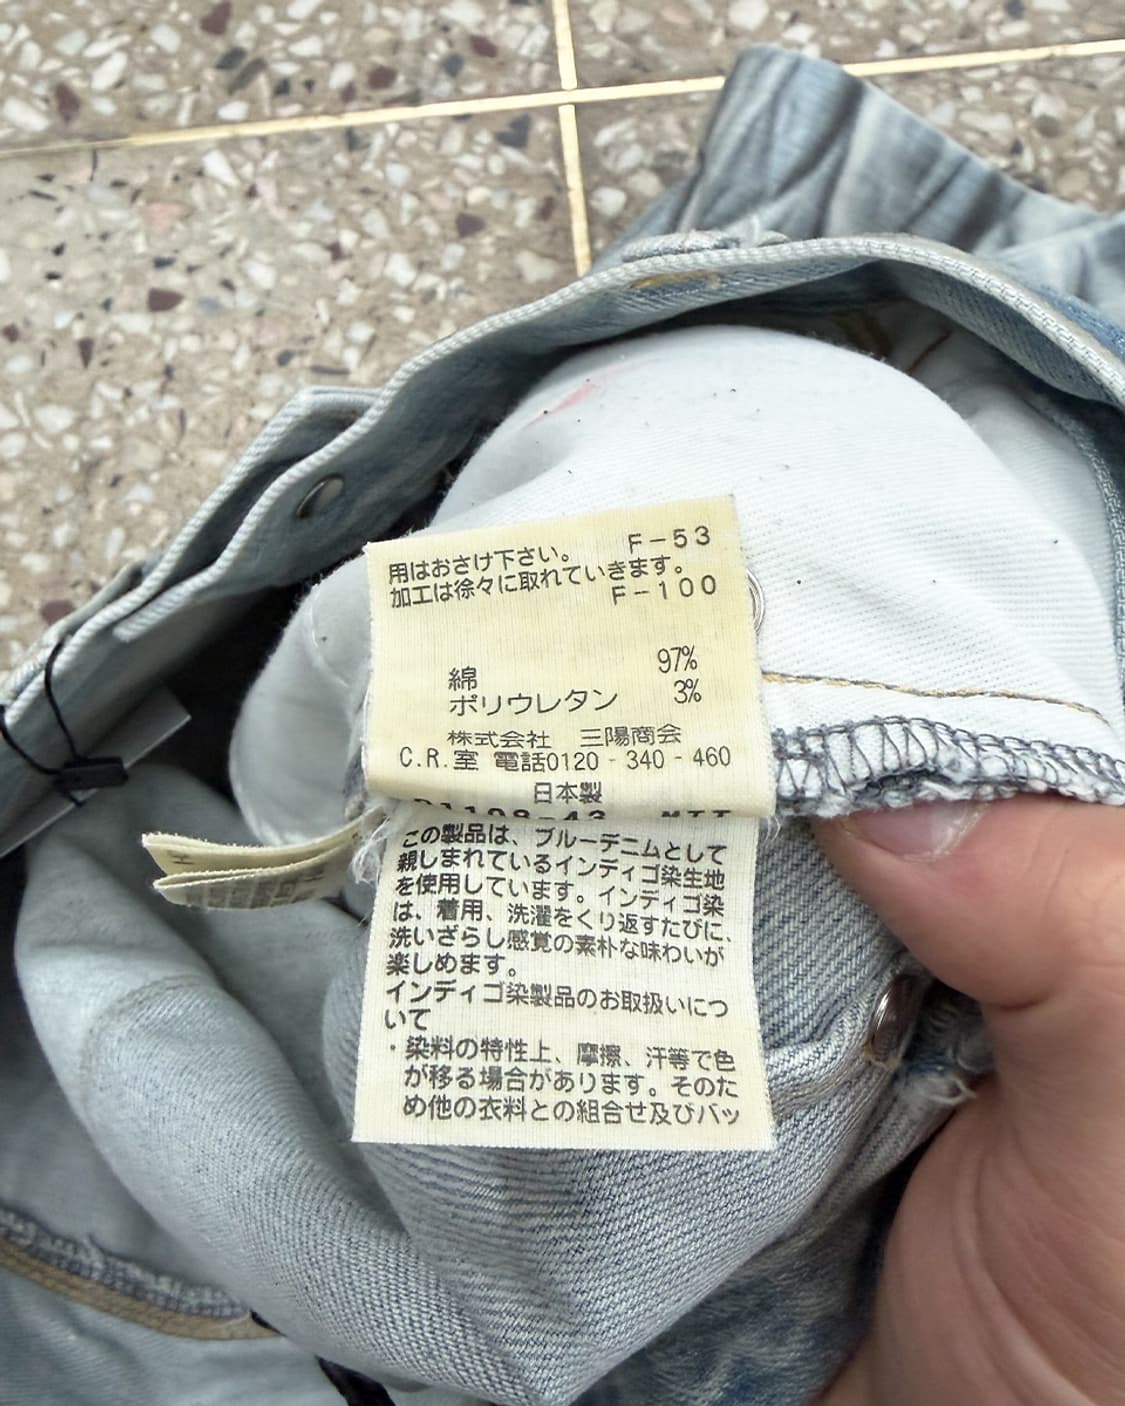 用はおさけ下さい。 F-53
加工は徐々に取れていきます。
F-100
綿 97%
ポリウレタン 3%
株式会社 三陽商会
C.R.室 電話0120-340-460
日本製
この製品は、ブルーデニムとして
親しまれているインディゴ染生地
を使用しています。インディゴ染
は、着用、洗濯をくり返すたびに、
洗いざらし感覚の素朴な味わいが
楽しめます。
インディゴ染製品のお取扱いにつ
いて
・染料の特性上、摩擦、汗等で色
が移る場合があります。そのた
め他の衣料との組合せ及びバッ